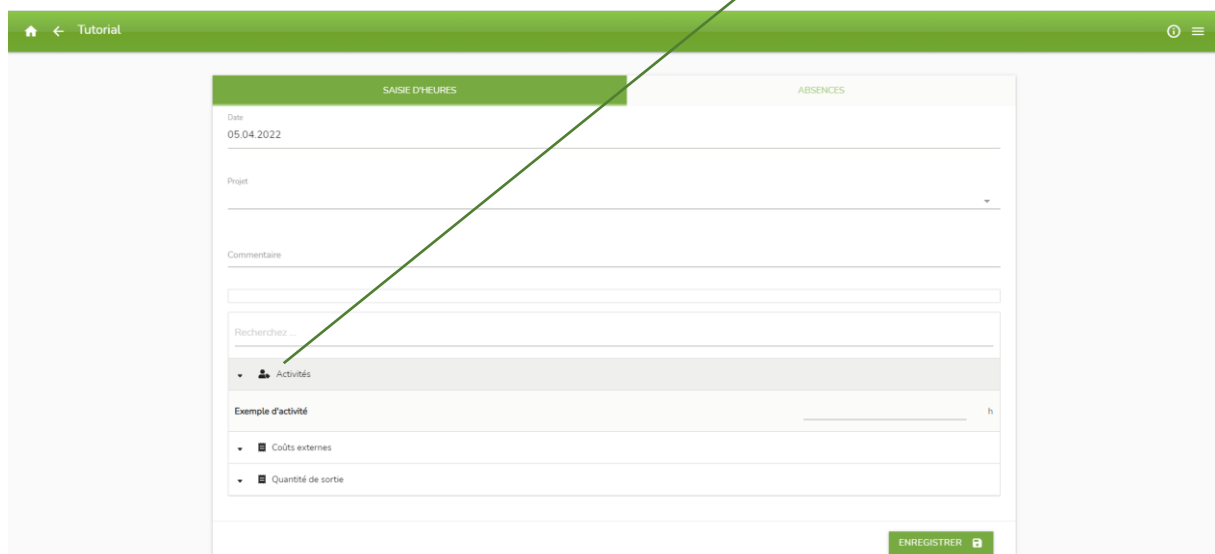 Tutorial
SAISIE D'HEURES ABSENCES
Date
05.04.2022
Projet
Commentaire
Recherchez ...
Activités
Exemple d'activité h
Coûts externes
Quantité de sortie
ENREGISTRER